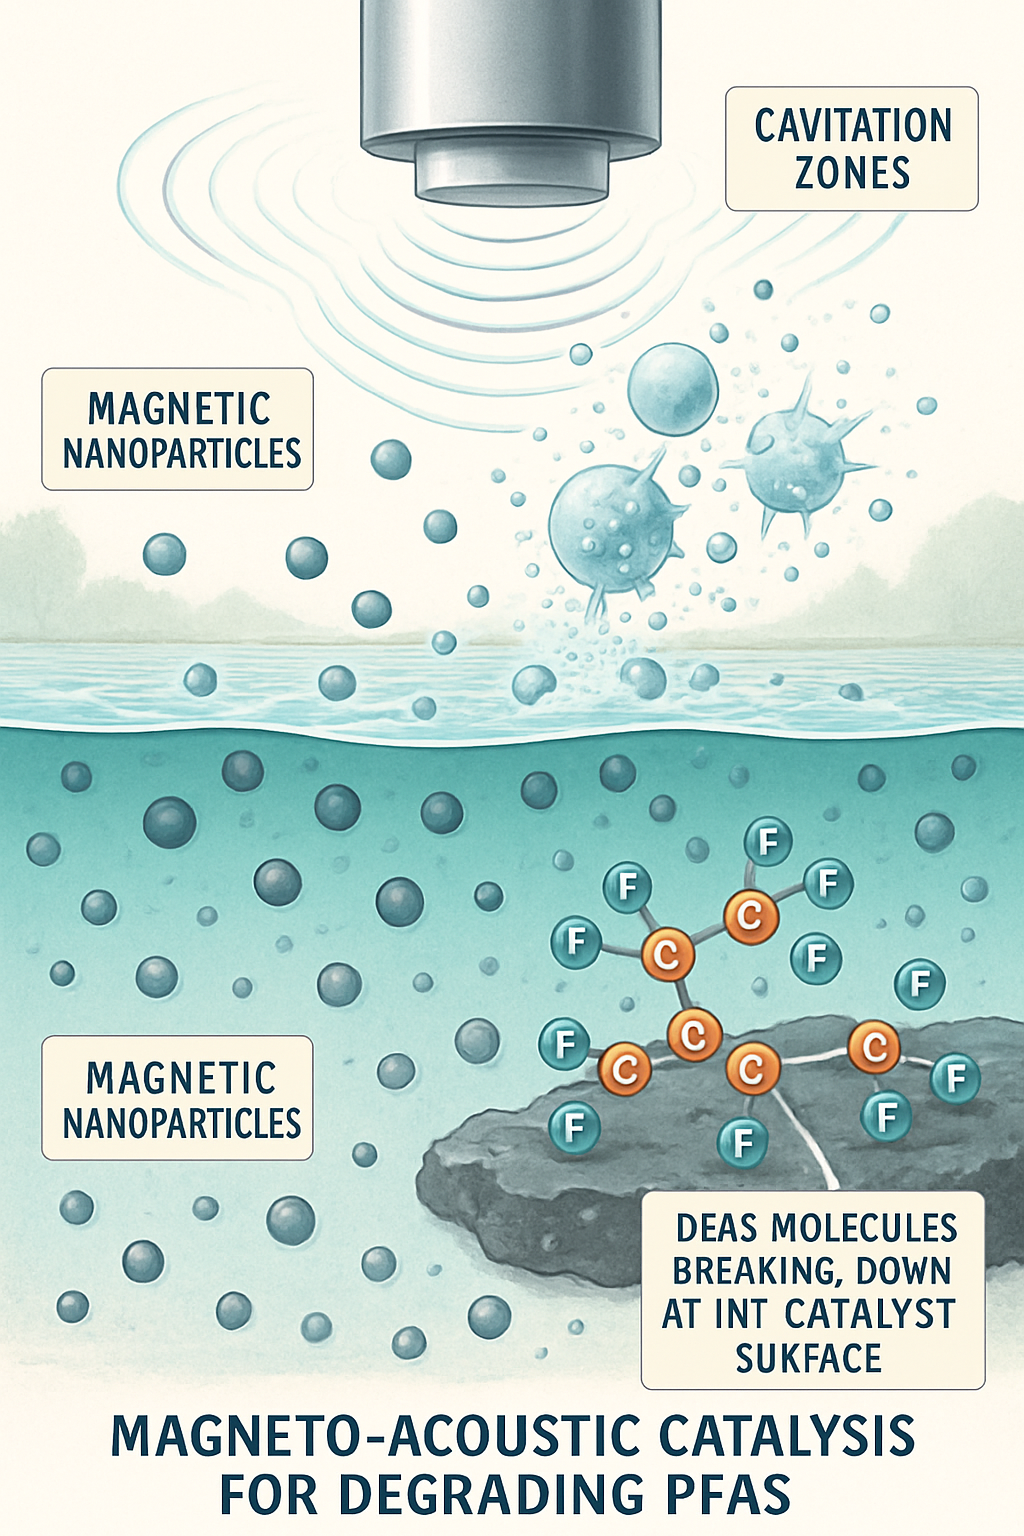 CAVITATION
ZONES
MAGNETIC
NANOPARTICLES
F
F
F
F
C
C
F
F
C
F
C
C
C
F
F
F
F
MAGNETIC
NANOPARTICLES
DEAS MOLECULES
BREAKING, DOWN
AT INT CATALYST
SUKFACE
MAGNETO-ACOUSTIC CATALYSIS
FOR DEGRADING PFAS